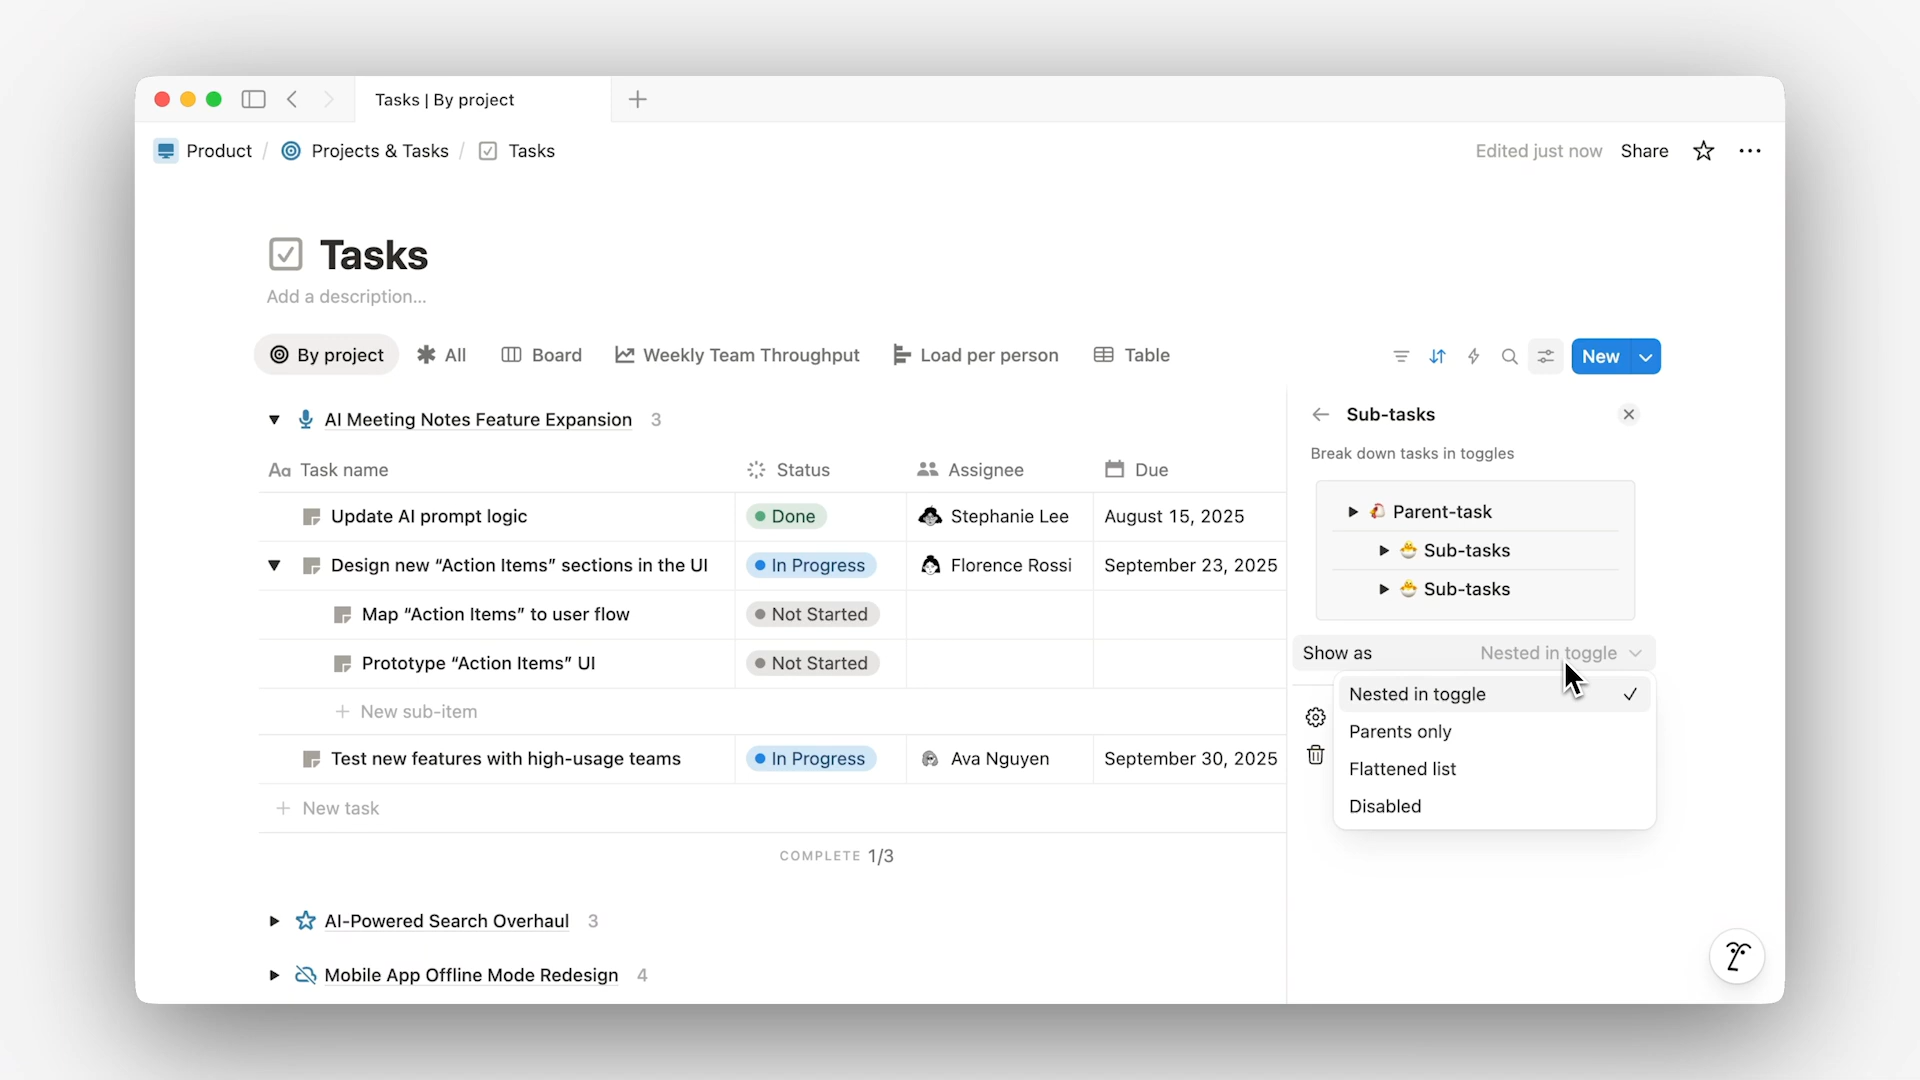 Tasks | By project
Product / Projects & Tasks / Tasks
Edited just now Share
Tasks
Add a description...
By project All Board Weekly Team Throughput Load per person Table
New
AI Meeting Notes Feature Expansion 3
Aa Task name Status Assignee Due
Update AI prompt logic Done Stephanie Lee August 15, 2025
Design new “Action Items” sections in the UI In Progress Florence Rossi September 23, 2025
Map “Action Items” to user flow Not Started
Prototype “Action Items” UI Not Started
+ New sub-item
Test new features with high-usage teams In Progress Ava Nguyen September 30, 2025
+ New task
COMPLETE 1/3
AI-Powered Search Overhaul 3
Mobile App Offline Mode Redesign 4
Sub-tasks
Break down tasks in toggles
Parent-task
Sub-tasks
Sub-tasks
Show as Nested in toggle
Nested in toggle
Parents only
Flattened list
Disabled